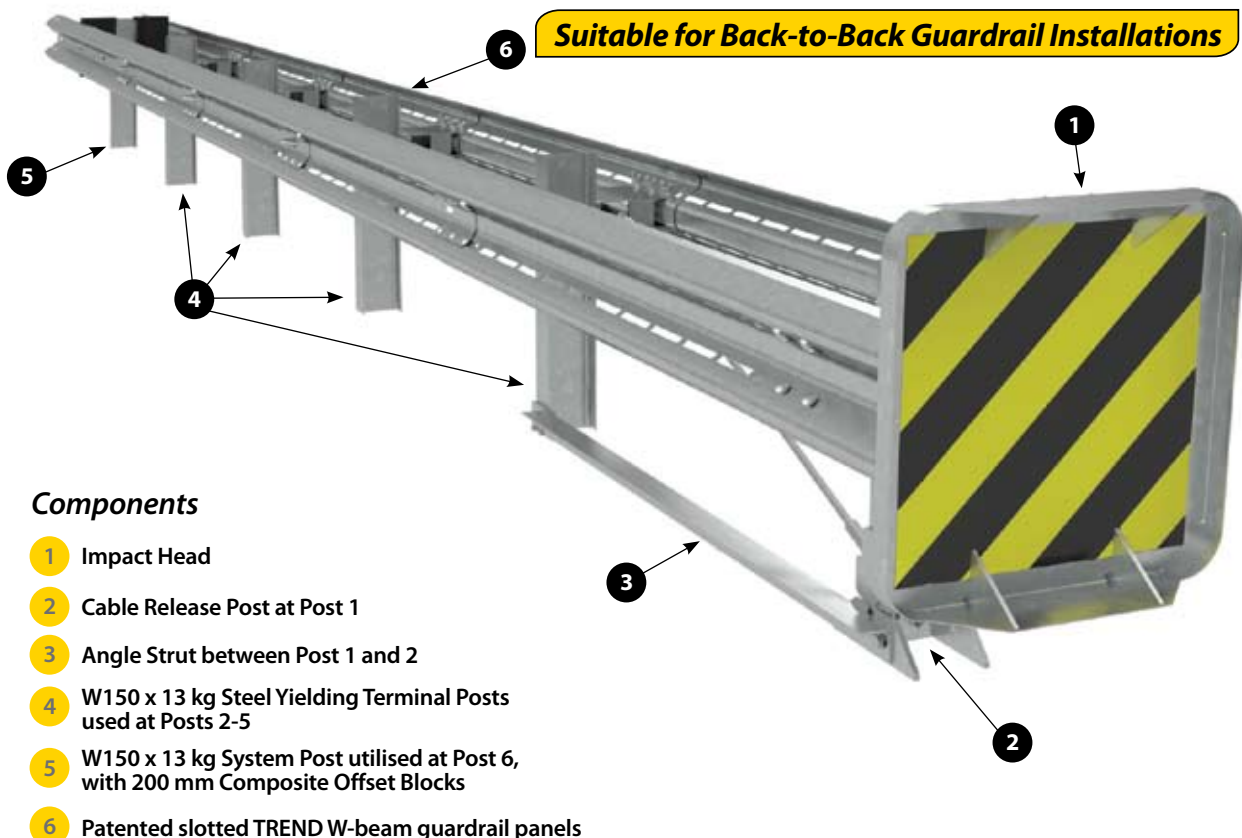 Suitable for Back-to-Back Guardrail Installations
6
1
5
4
3
2
Components
1 Impact Head
2 Cable Release Post at Post 1
3 Angle Strut between Post 1 and 2
4 W150 x 13 kg Steel Yielding Terminal Posts
used at Posts 2-5
5 W150 x 13 kg System Post utilised at Post 6,
with 200 mm Composite Offset Blocks
6 Patented slotted TREND W-beam guardrail panels